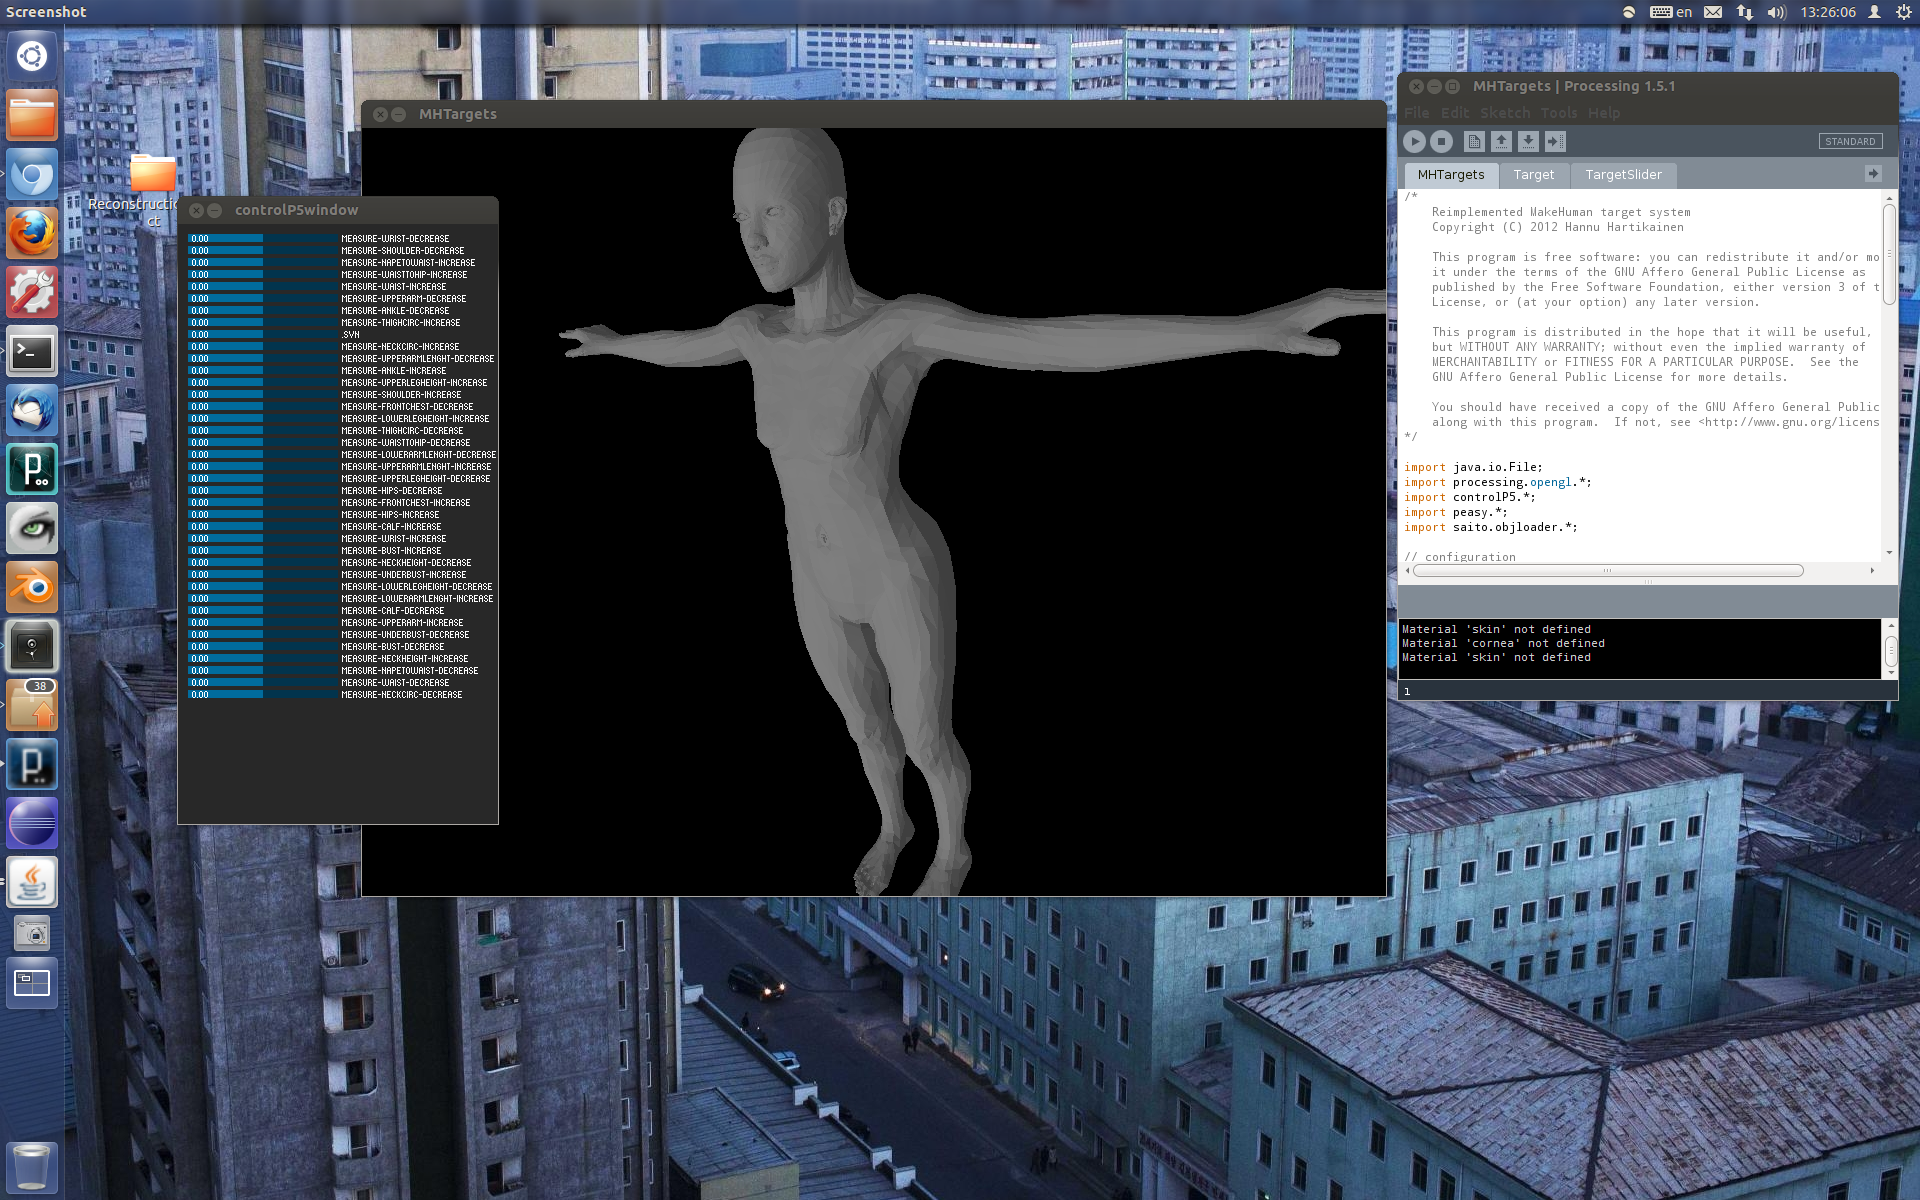 Screenshot
en
13:26:06
Reconstructic
ct
38
MHTargets
controlP5window
0.00 MEASURE-WRIST-DECREASE
0.00 MEASURE-SHOULDER-DECREASE
0.00 MEASURE-NAPETOWAIST-INCREASE
0.00 MEASURE-WAISTTOHIP-INCREASE
0.00 MEASURE-WAIST-INCREASE
0.00 MEASURE-UPPERARM-DECREASE
0.00 MEASURE-ANKLE-DECREASE
0.00 MEASURE-THIGHCIRC-INCREASE
0.00 .SVN
0.00 MEASURE-NECKCIRC-INCREASE
0.00 MEASURE-UPPERARMLENGHT-DECREASE
0.00 MEASURE-ANKLE-INCREASE
0.00 MEASURE-UPPERLEGHEIGHT-INCREASE
0.00 MEASURE-SHOULDER-INCREASE
0.00 MEASURE-FRONTCHEST-DECREASE
0.00 MEASURE-LOWERLEGHEIGHT-INCREASE
0.00 MEASURE-THIGHCIRC-DECREASE
0.00 MEASURE-WAISTTOHIP-DECREASE
0.00 MEASURE-LOWERARMLENGHT-DECREASE
0.00 MEASURE-UPPERARMLENGHT-INCREASE
0.00 MEASURE-UPPERLEGHEIGHT-DECREASE
0.00 MEASURE-HIPS-DECREASE
0.00 MEASURE-FRONTCHEST-INCREASE
0.00 MEASURE-HIPS-INCREASE
0.00 MEASURE-CALF-INCREASE
0.00 MEASURE-WRIST-INCREASE
0.00 MEASURE-BUST-INCREASE
0.00 MEASURE-NECKHEIGHT-DECREASE
0.00 MEASURE-UNDERBUST-INCREASE
0.00 MEASURE-LOWERLEGHEIGHT-DECREASE
0.00 MEASURE-LOWERARMLENGHT-INCREASE
0.00 MEASURE-CALF-DECREASE
0.00 MEASURE-UPPERARM-INCREASE
0.00 MEASURE-UNDERBUST-DECREASE
0.00 MEASURE-BUST-DECREASE
0.00 MEASURE-NECKHEIGHT-INCREASE
0.00 MEASURE-NAPETOWAIST-DECREASE
0.00 MEASURE-WAIST-DECREASE
0.00 MEASURE-NECKCIRC-DECREASE
MHTargets | Processing 1.5.1
File Edit Sketch Tools Help
STANDARD
MHTargets Target TargetSlider
/*
Reimplemented MakeHuman target system
Copyright (C) 2012 Hannu Hartikainen
This program is free software: you can redistribute it and/or mo
it under the terms of the GNU Affero General Public License as
published by the Free Software Foundation, either version 3 of t
License, or (at your option) any later version.
This program is distributed in the hope that it will be useful,
but WITHOUT ANY WARRANTY; without even the implied warranty of
MERCHANTABILITY or FITNESS FOR A PARTICULAR PURPOSE.  See the
GNU Affero General Public License for more details.
You should have received a copy of the GNU Affero General Public
along with this program.  If not, see <http://www.gnu.org/licens
*/
import java.io.File;
import processing.opengl.*;
import controlP5.*;
import peasy.*;
import saito.objloader.*;
// configuration
Material 'skin' not defined
Material 'cornea' not defined
Material 'skin' not defined
1